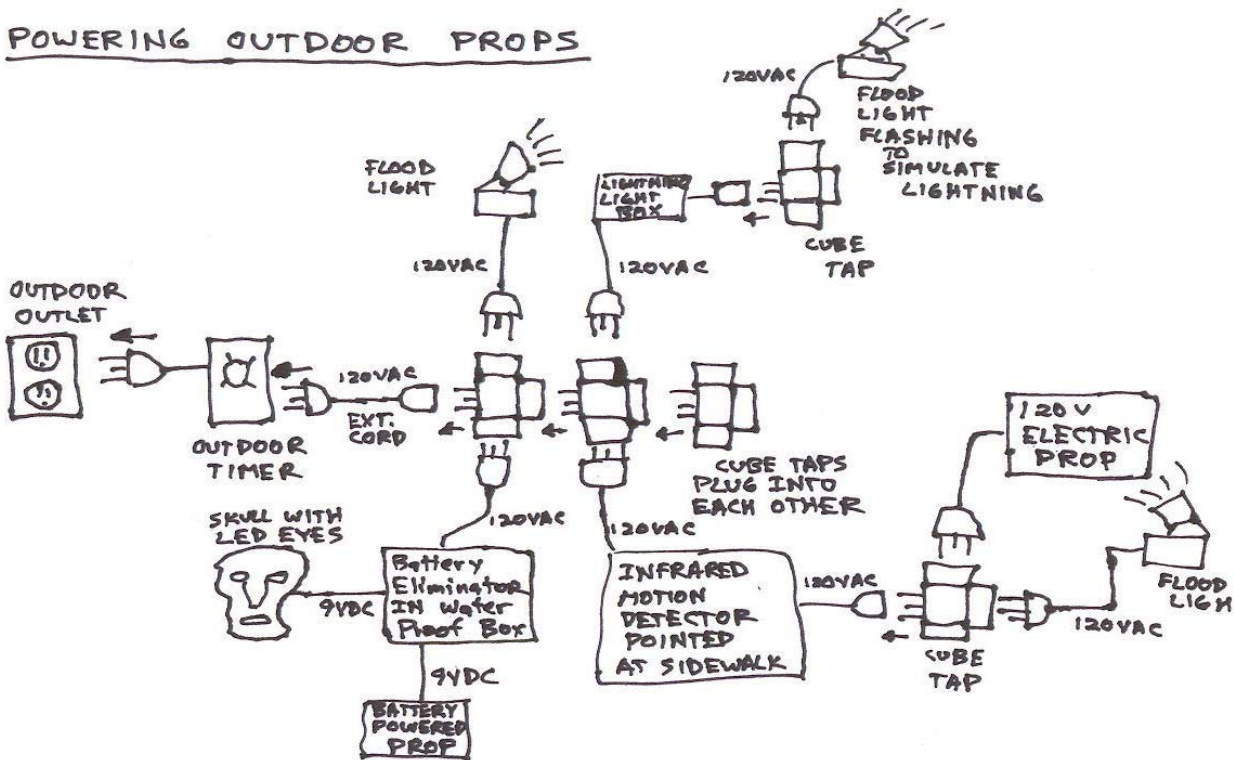 POWERING OUTDOOR PROPS
120VAC
FLOOD
LIGHT
FLASHING
TO
SIMULATE
LIGHTNING
FLOOD
LIGHT
LIGHTNING
LIGHT
BOX
CUBE
TAP
120VAC
120VAC
OUTDOOR
OUTLET
120VAC
EXT.
CORD
OUTDOOR
TIMER
CUBE TAPS
PLUG INTO
EACH OTHER
120V
ELECTRIC
PROP
SKULL WITH
LED EYES
120VAC
120VAC
9VDC
Battery
Eliminator
IN Water
Proof Box
INFRARED
MOTION
DETECTOR
POINTED
AT SIDEWALK
120VAC
FLOOD
LIGH
120VAC
CUBE
TAP
9VDC
BATTERY
POWERED
PROP